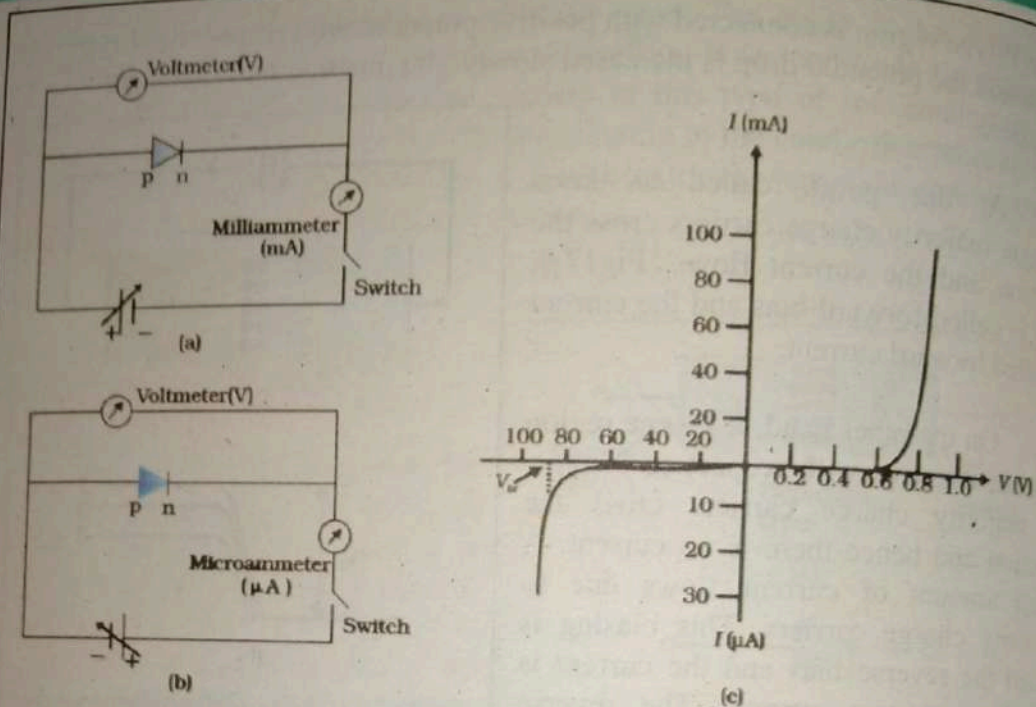 Voltmeter(V)
p n
Milliammeter
(mA)
Switch
+ −
(a)
Voltmeter(V)
p n
Microammeter
(μA)
Switch
− +
(b)
I (mA)
100
80
60
40
20
100 80 60 40 20
0.2 0.4 0.6 0.8 1.0 V(V)
10
20
30
I (μA)
(c)